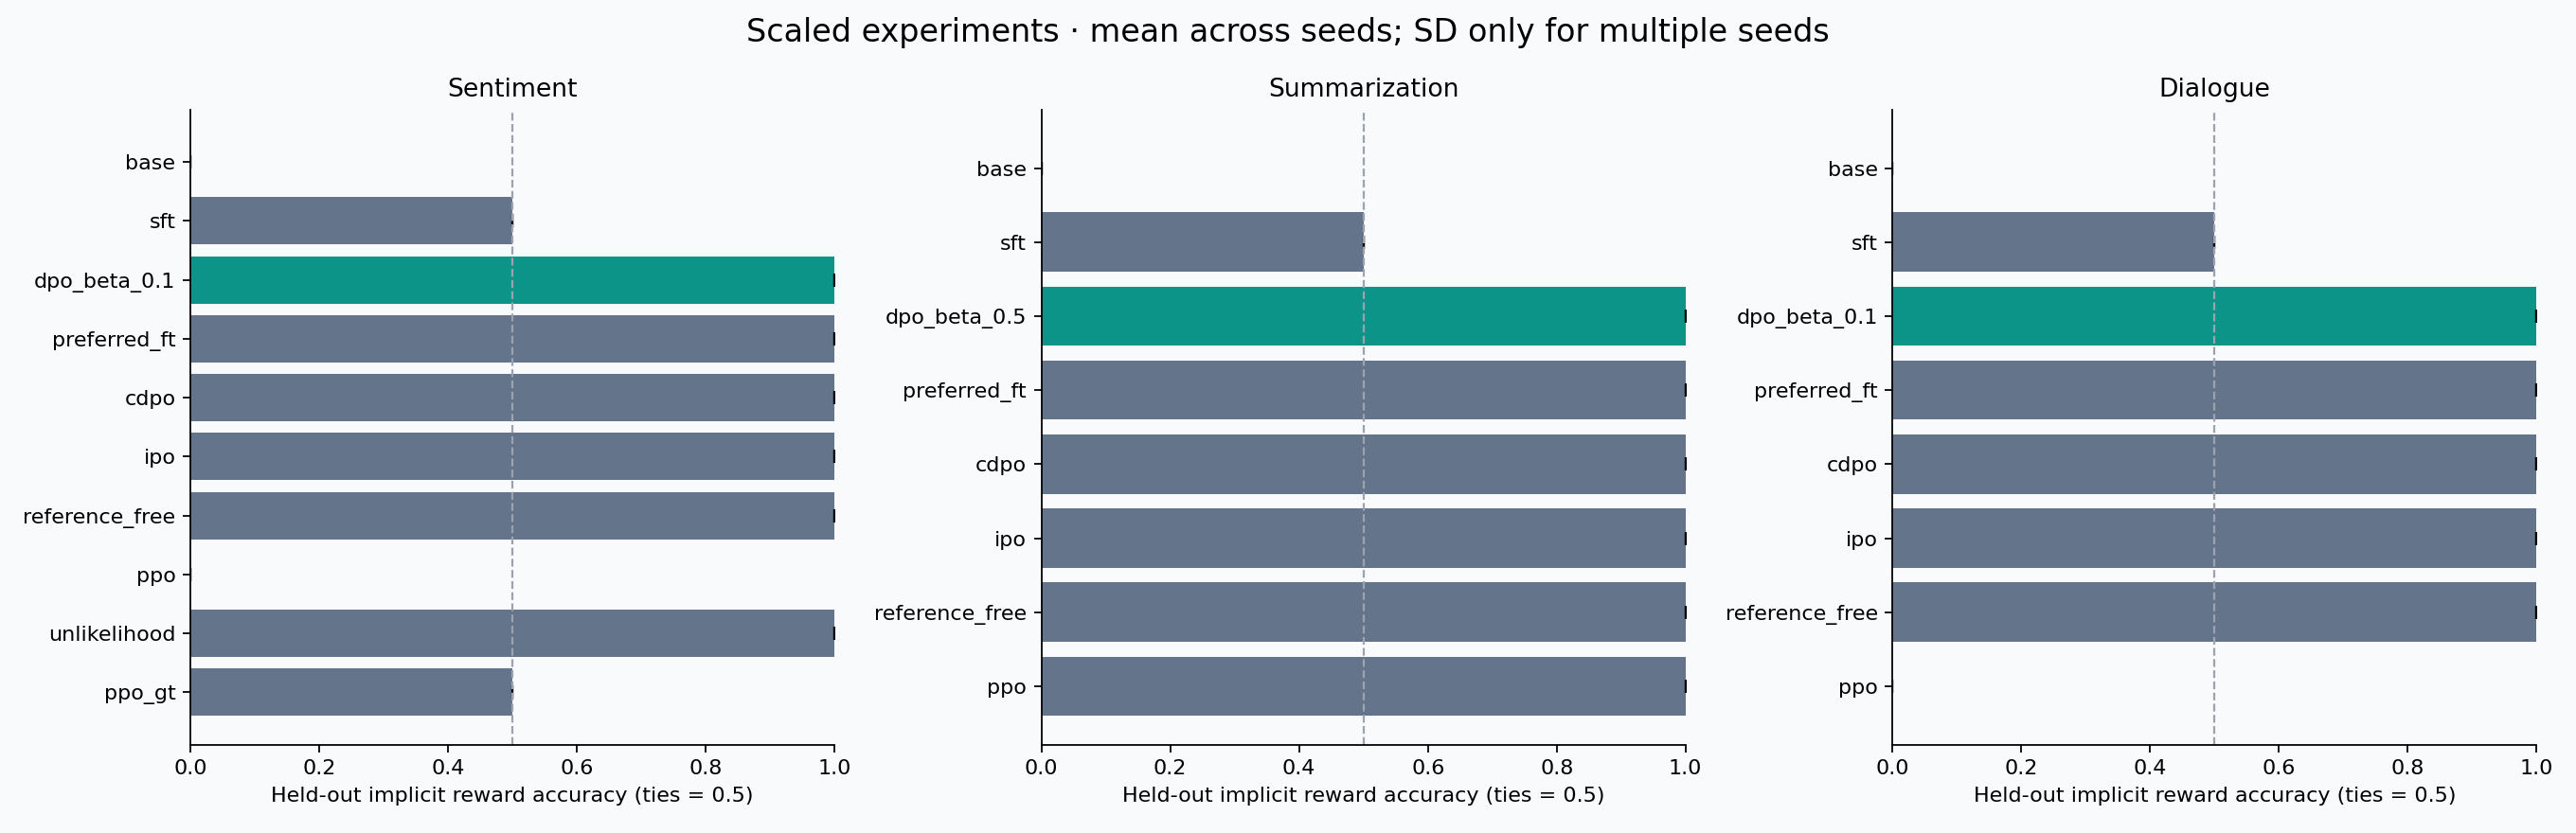 Scaled experiments · mean across seeds; SD only for multiple seeds
Sentiment
base
sft
dpo_beta_0.1
preferred_ft
cdpo
ipo
reference_free
ppo
unlikelihood
ppo_gt
0.0 0.2 0.4 0.6 0.8 1.0
Held-out implicit reward accuracy (ties = 0.5)
Summarization
base
sft
dpo_beta_0.5
preferred_ft
cdpo
ipo
reference_free
ppo
0.0 0.2 0.4 0.6 0.8 1.0
Held-out implicit reward accuracy (ties = 0.5)
Dialogue
base
sft
dpo_beta_0.1
preferred_ft
cdpo
ipo
reference_free
ppo
0.0 0.2 0.4 0.6 0.8 1.0
Held-out implicit reward accuracy (ties = 0.5)